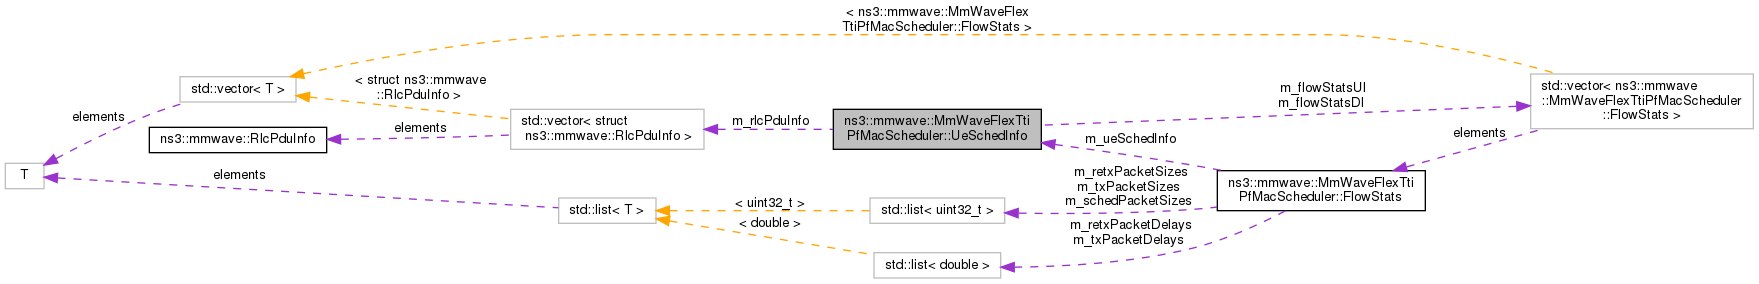 < ns3::mmwave::MmWaveFlex
TtiPfMacScheduler::FlowStats >
std::vector< T >
< struct ns3::mmwave
::RlcPduInfo >
elements
ns3::mmwave::RlcPduInfo
elements
std::vector< struct
ns3::mmwave::RlcPduInfo >
m_rlcPduInfo
ns3::mmwave::MmWaveFlexTti
PfMacScheduler::UeSchedInfo
m_flowStatsUl
m_flowStatsDl
std::vector< ns3::mmwave
::MmWaveFlexTtiPfMacScheduler
::FlowStats >
m_ueSchedInfo
elements
T
elements
std::list< T >
< uint32_t >
< double >
std::list< uint32_t >
m_retxPacketSizes
m_txPacketSizes
m_schedPacketSizes
ns3::mmwave::MmWaveFlexTti
PfMacScheduler::FlowStats
m_retxPacketDelays
m_txPacketDelays
std::list< double >